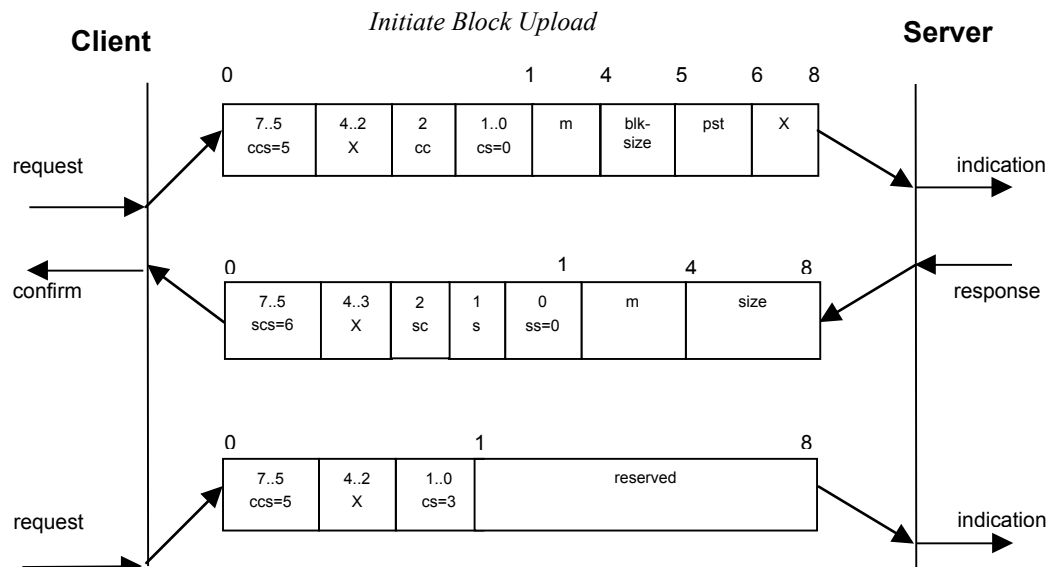 Initiate Block Upload
Client
Server
0 1 4 5 6 8
7..5 4..2 2 1..0 m blk- pst X
ccs=5 X cc cs=0 size
request
indication
0 1 4 8
7..5 4..3 2 1 0 m size
scs=6 X sc s ss=0
confirm
response
0 1 8
7..5 4..2 1..0 reserved
ccs=5 X cs=3
request
indication